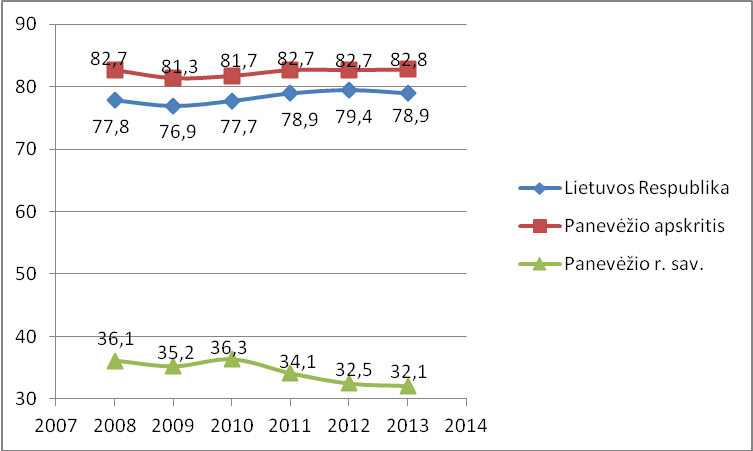 90
80
70
60
50
40
30
82,7 81,3 81,7 82,7 82,7 82,8
77,8 76,9 77,7 78,9 79,4 78,9
36,1 35,2 36,3 34,1 32,5 32,1
2007 2008 2009 2010 2011 2012 2013 2014
Lietuvos Respublika
Panevėžio apskritis
Panevėžio r. sav.